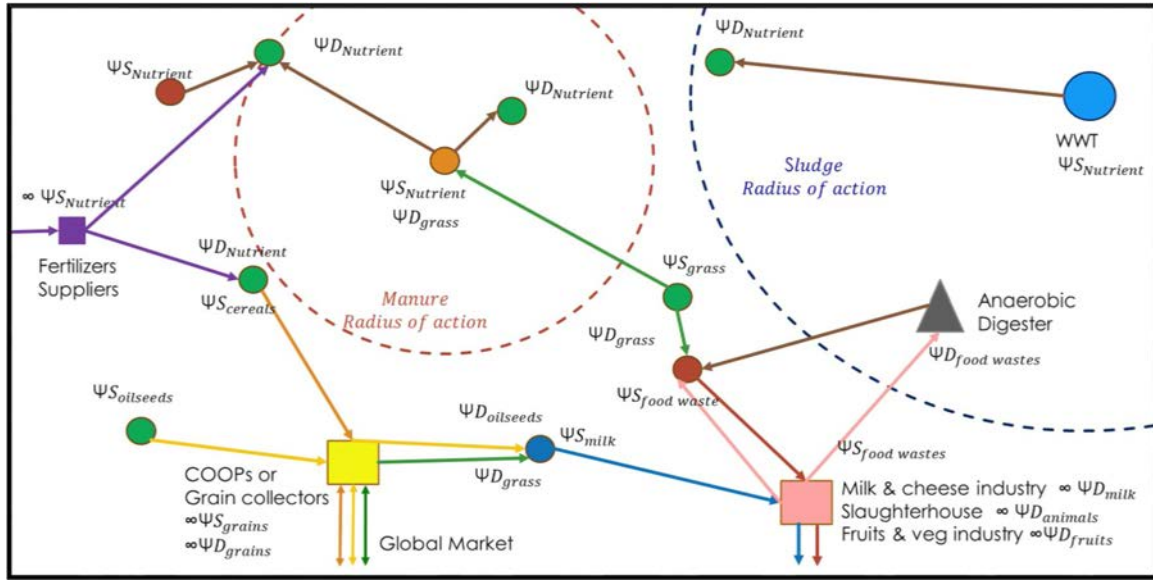 ΨD_Nutrient
ΨD_Nutrient
ΨS_Nutrient
ΨD_Nutrient
WWT
ΨS_Nutrient
Sludge
Radius of action
ΨS_Nutrient
ΨD_grass
∞ ΨS_Nutrient
Fertilizers
Suppliers
ΨD_Nutrient
ΨS_cereals
Manure
Radius of action
ΨS_grass
ΨD_grass
Anaerobic
Digester
ΨD_food wastes
ΨS_food waste
ΨS_oilseeds
ΨD_oilseeds
ΨS_milk
ΨD_grass
ΨS_food wastes
COOPs or
Grain collectors
∞ΨS_grains
∞ΨD_grains
Global Market
Milk & cheese industry ∞ ΨD_milk
Slaughterhouse ∞ ΨD_animals
Fruits & veg industry ∞ΨD_fruits